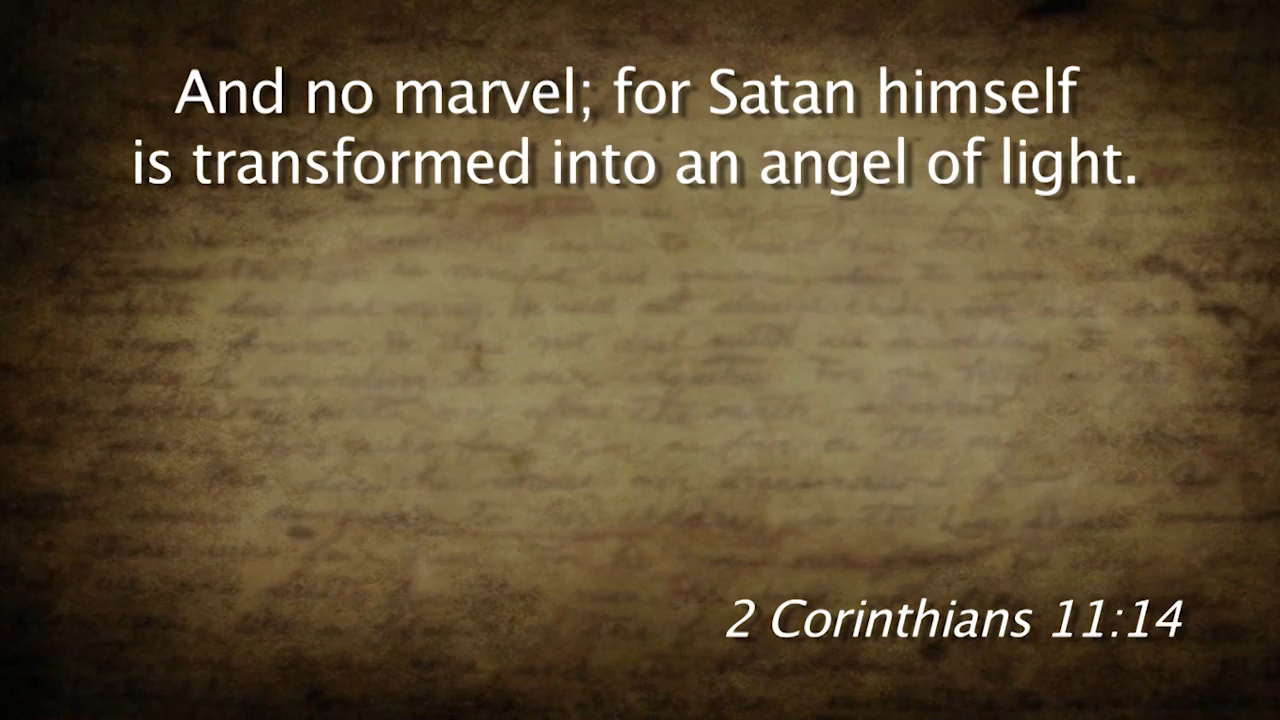 And no marvel; for Satan himself
is transformed into an angel of light.
2 Corinthians 11:14